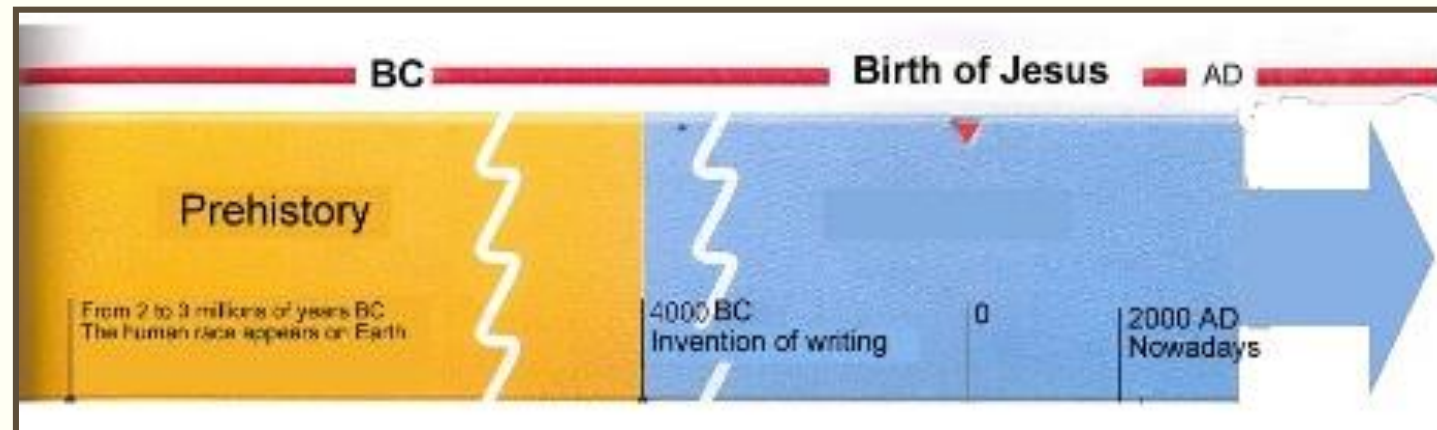 BC Birth of Jesus AD
Prehistory
From 2 to 3 millions of years BC
The human race appears on Earth
4000 BC
Invention of writing
0
2000 AD
Nowadays